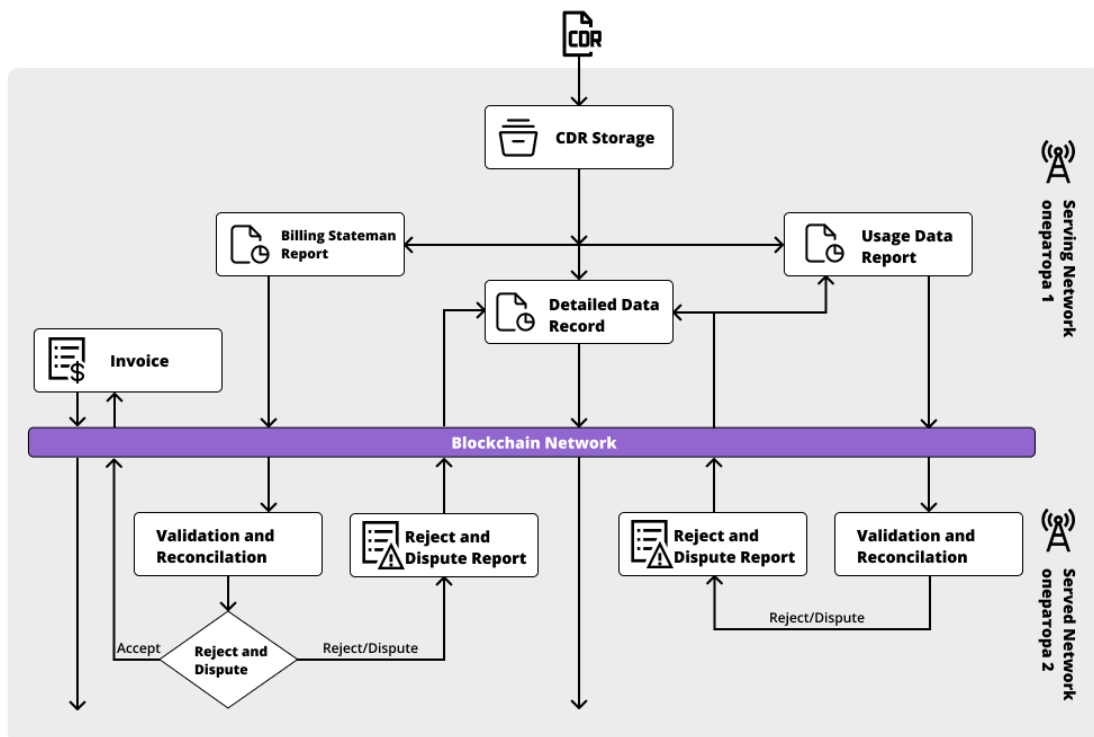 CDR
CDR Storage
Billing Stateman
Report
Usage Data
Report
Serving Network
оператора 1
Detailed Data
Record
Invoice
$
Blockchain Network
Validation and
Reconcilation
Reject and
Dispute Report
Reject and
Dispute Report
Validation and
Reconcilation
Served Network
оператора 2
Reject/Dispute
Accept
Reject and
Dispute
Reject/Dispute